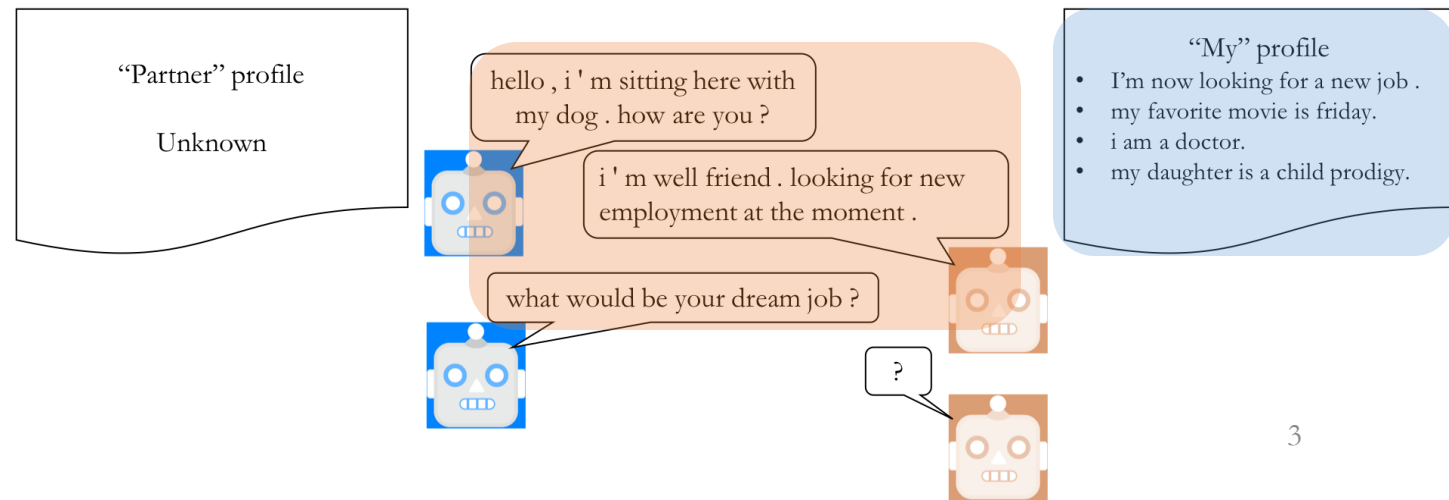 “Partner” profile
Unknown
hello , i ' m sitting here with
my dog . how are you ?
i ' m well friend . looking for new
employment at the moment .
what would be your dream job ?
?
“My” profile
• I’m now looking for a new job .
• my favorite movie is friday.
• i am a doctor.
• my daughter is a child prodigy.
3